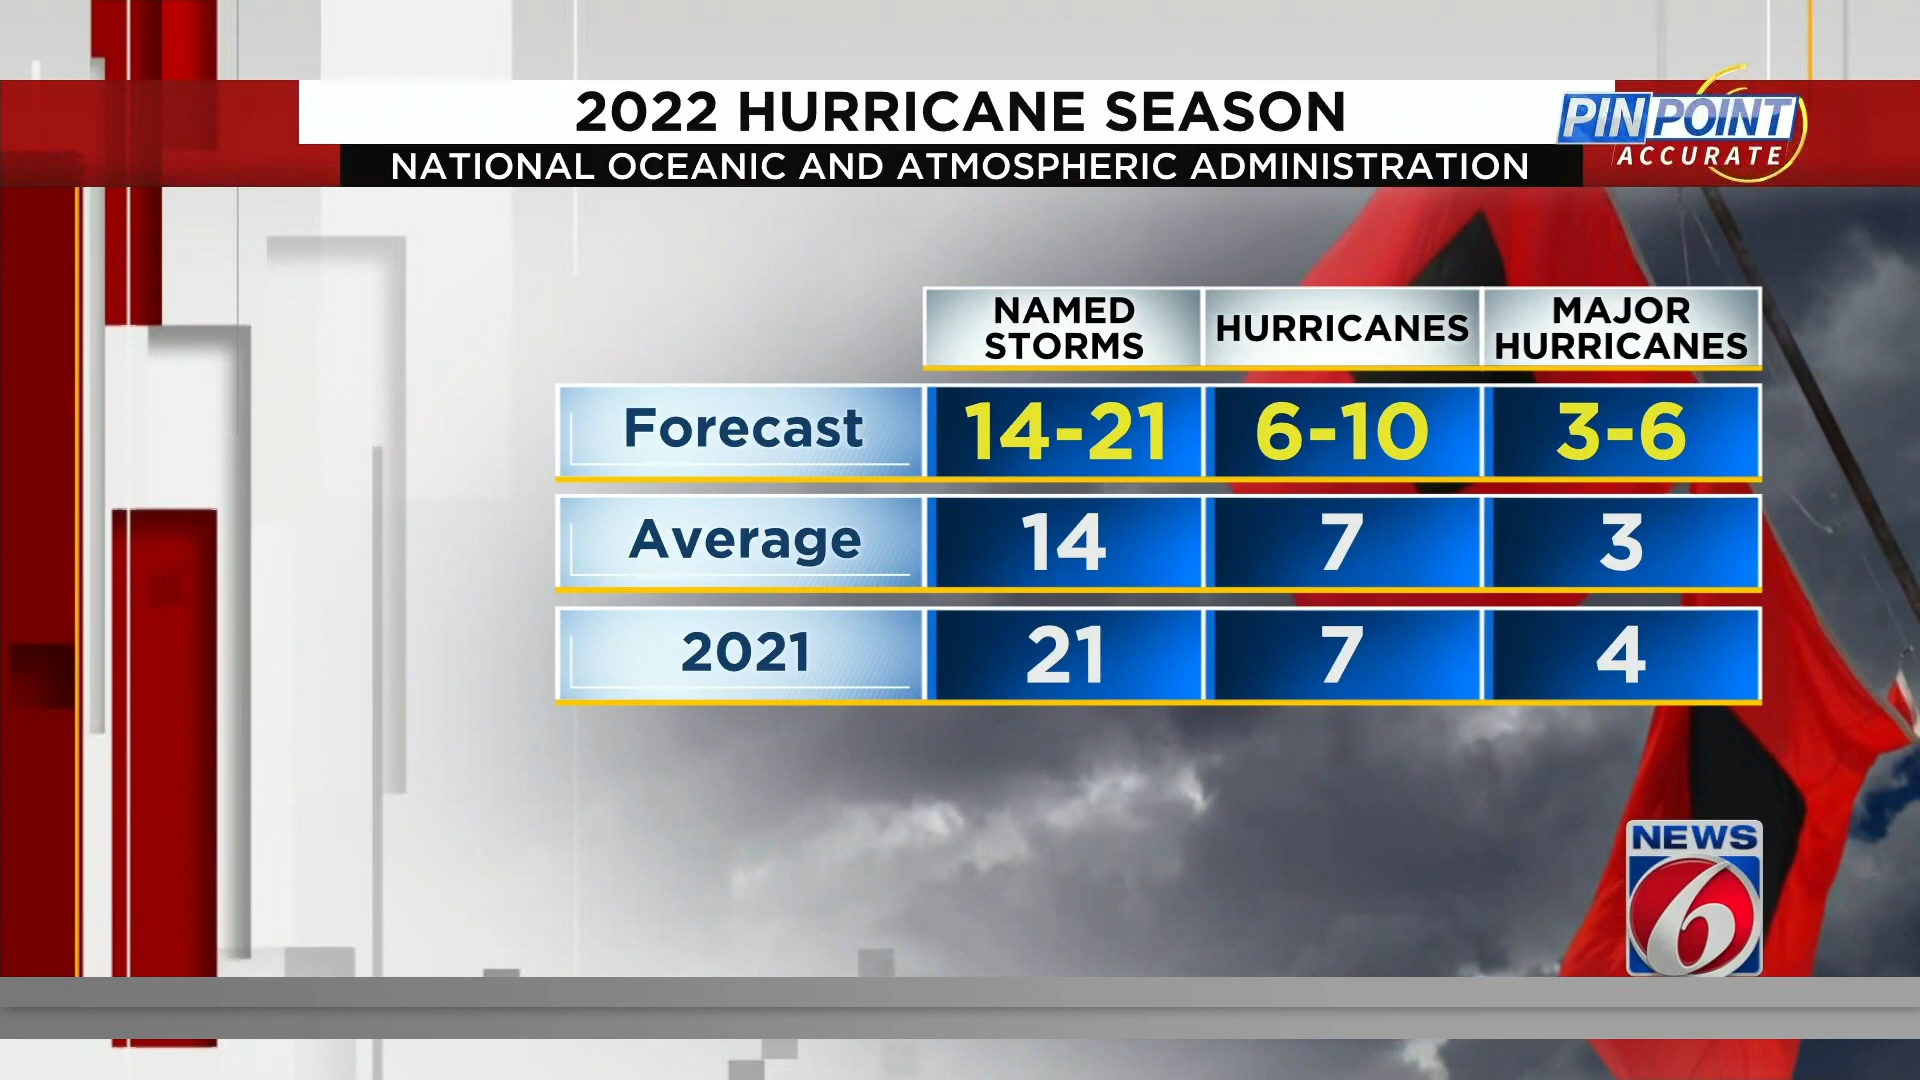 2022 HURRICANE SEASON
NATIONAL OCEANIC AND ATMOSPHERIC ADMINISTRATION
PINPOINT
ACCURATE
NAMED STORMS
HURRICANES
MAJOR HURRICANES
Forecast 14-21 6-10 3-6
Average 14 7 3
2021 21 7 4
NEWS
6